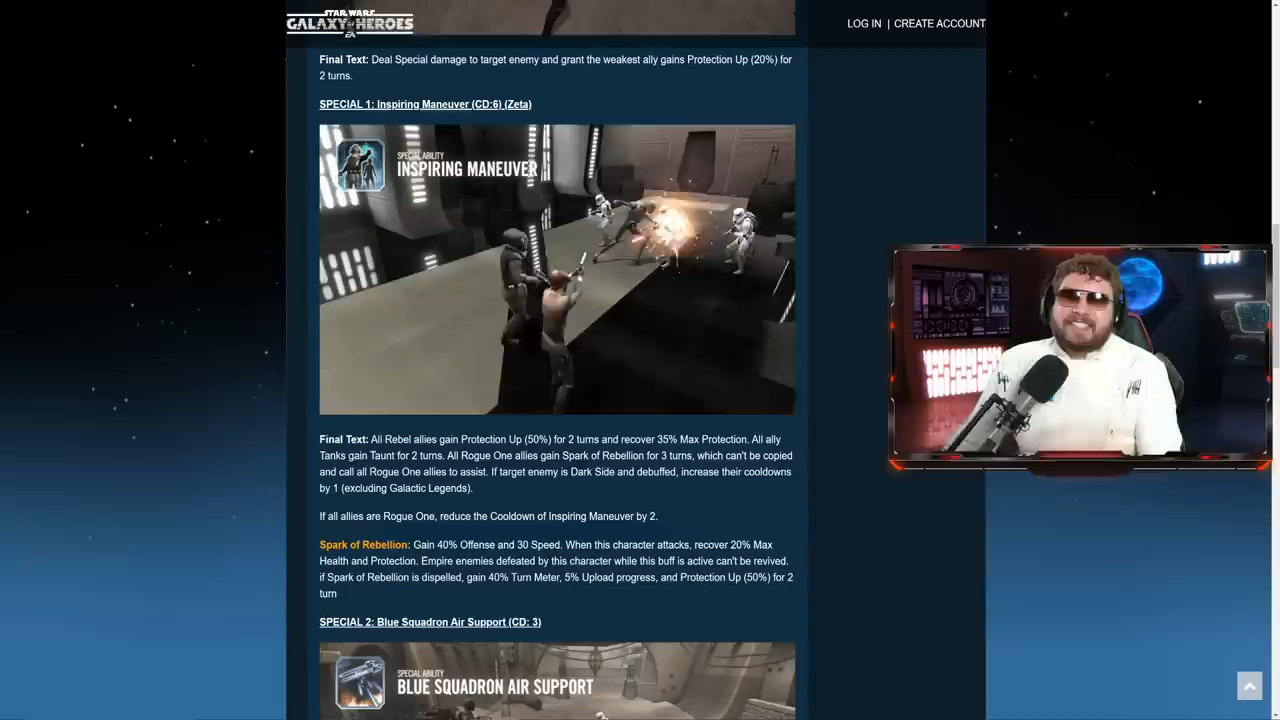 STAR WARS
GALAXY OF HEROES
EA
LOG IN | CREATE ACCOUNT
Final Text: Deal Special damage to target enemy and grant the weakest ally gains Protection Up (20%) for
2 turns.
SPECIAL 1: Inspiring Maneuver (CD:6) (Zeta)
SPECIAL ABILITY
INSPIRING MANEUVER
Final Text: All Rebel allies gain Protection Up (50%) for 2 turns and recover 35% Max Protection. All ally
Tanks gain Taunt for 2 turns. All Rogue One allies gain Spark of Rebellion for 3 turns, which can't be copied
and call all Rogue One allies to assist. If target enemy is Dark Side and debuffed, increase their cooldowns
by 1 (excluding Galactic Legends).
If all allies are Rogue One, reduce the Cooldown of Inspiring Maneuver by 2.
Spark of Rebellion: Gain 40% Offense and 30 Speed. When this character attacks, recover 20% Max
Health and Protection. Empire enemies defeated by this character while this buff is active can't be revived.
if Spark of Rebellion is dispelled, gain 40% Turn Meter, 5% Upload progress, and Protection Up (50%) for 2
turn
SPECIAL 2: Blue Squadron Air Support (CD: 3)
SPECIAL ABILITY
BLUE SQUADRON AIR SUPPORT